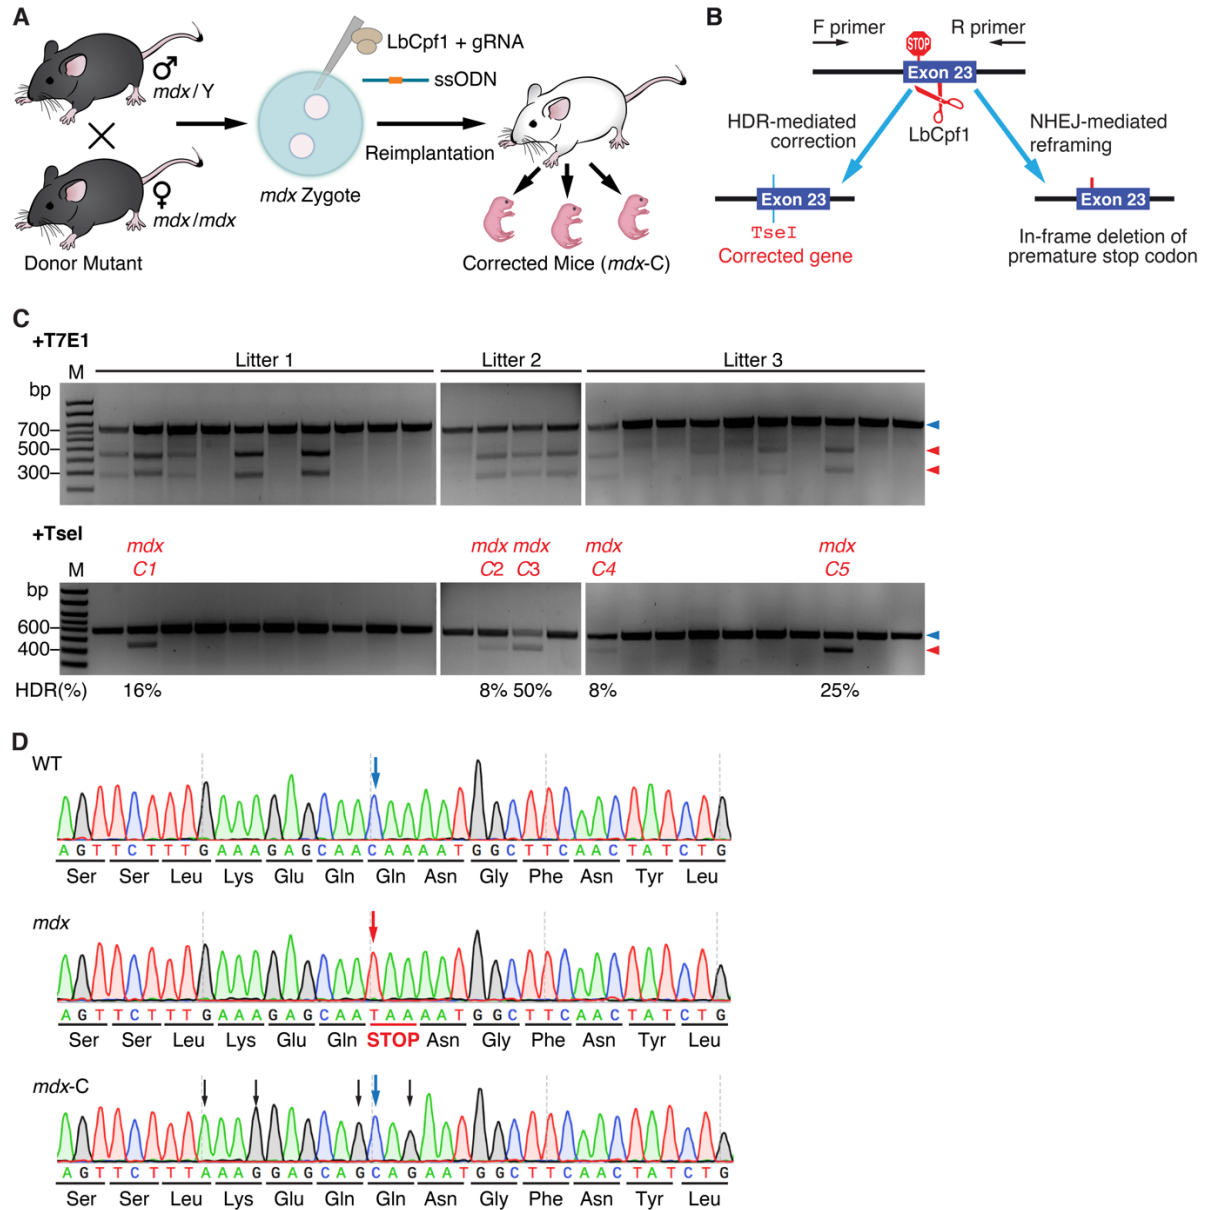 A
♂
mdx/Y
♀
mdx/mdx
Donor Mutant
LbCpf1 + gRNA
ssODN
mdx Zygote
Reimplantation
Corrected Mice (mdx-C)
B
F primer
R primer
STOP
Exon 23
LbCpf1
HDR-mediated
correction
NHEJ-mediated
reframing
Exon 23
TseI
Corrected gene
Exon 23
In-frame deletion of
premature stop codon
C
+T7E1
M
Litter 1
Litter 2
Litter 3
bp
700
500
300
+TseI
M
mdx mdx mdx mdx mdx
C1 C2 C3 C4 C5
bp
600
400
HDR(%) 16% 8% 50% 8% 25%
D
WT
A G T T C T T T G A A A G A G C A A C A A A A T G G C T T C A A C T A T C T G
Ser Ser Leu Lys Glu Gln Gln Asn Gly Phe Asn Tyr Leu
mdx
A G T T C T T T G A A A G A G C A A T A A A A T G G C T T C A A C T A T C T G
Ser Ser Leu Lys Glu Gln STOP Asn Gly Phe Asn Tyr Leu
mdx-C
A G T T C T T T A A A G G A G C A G C A G A A T G G C T T C A A C T A T C T G
Ser Ser Leu Lys Glu Gln Gln Asn Gly Phe Asn Tyr Leu